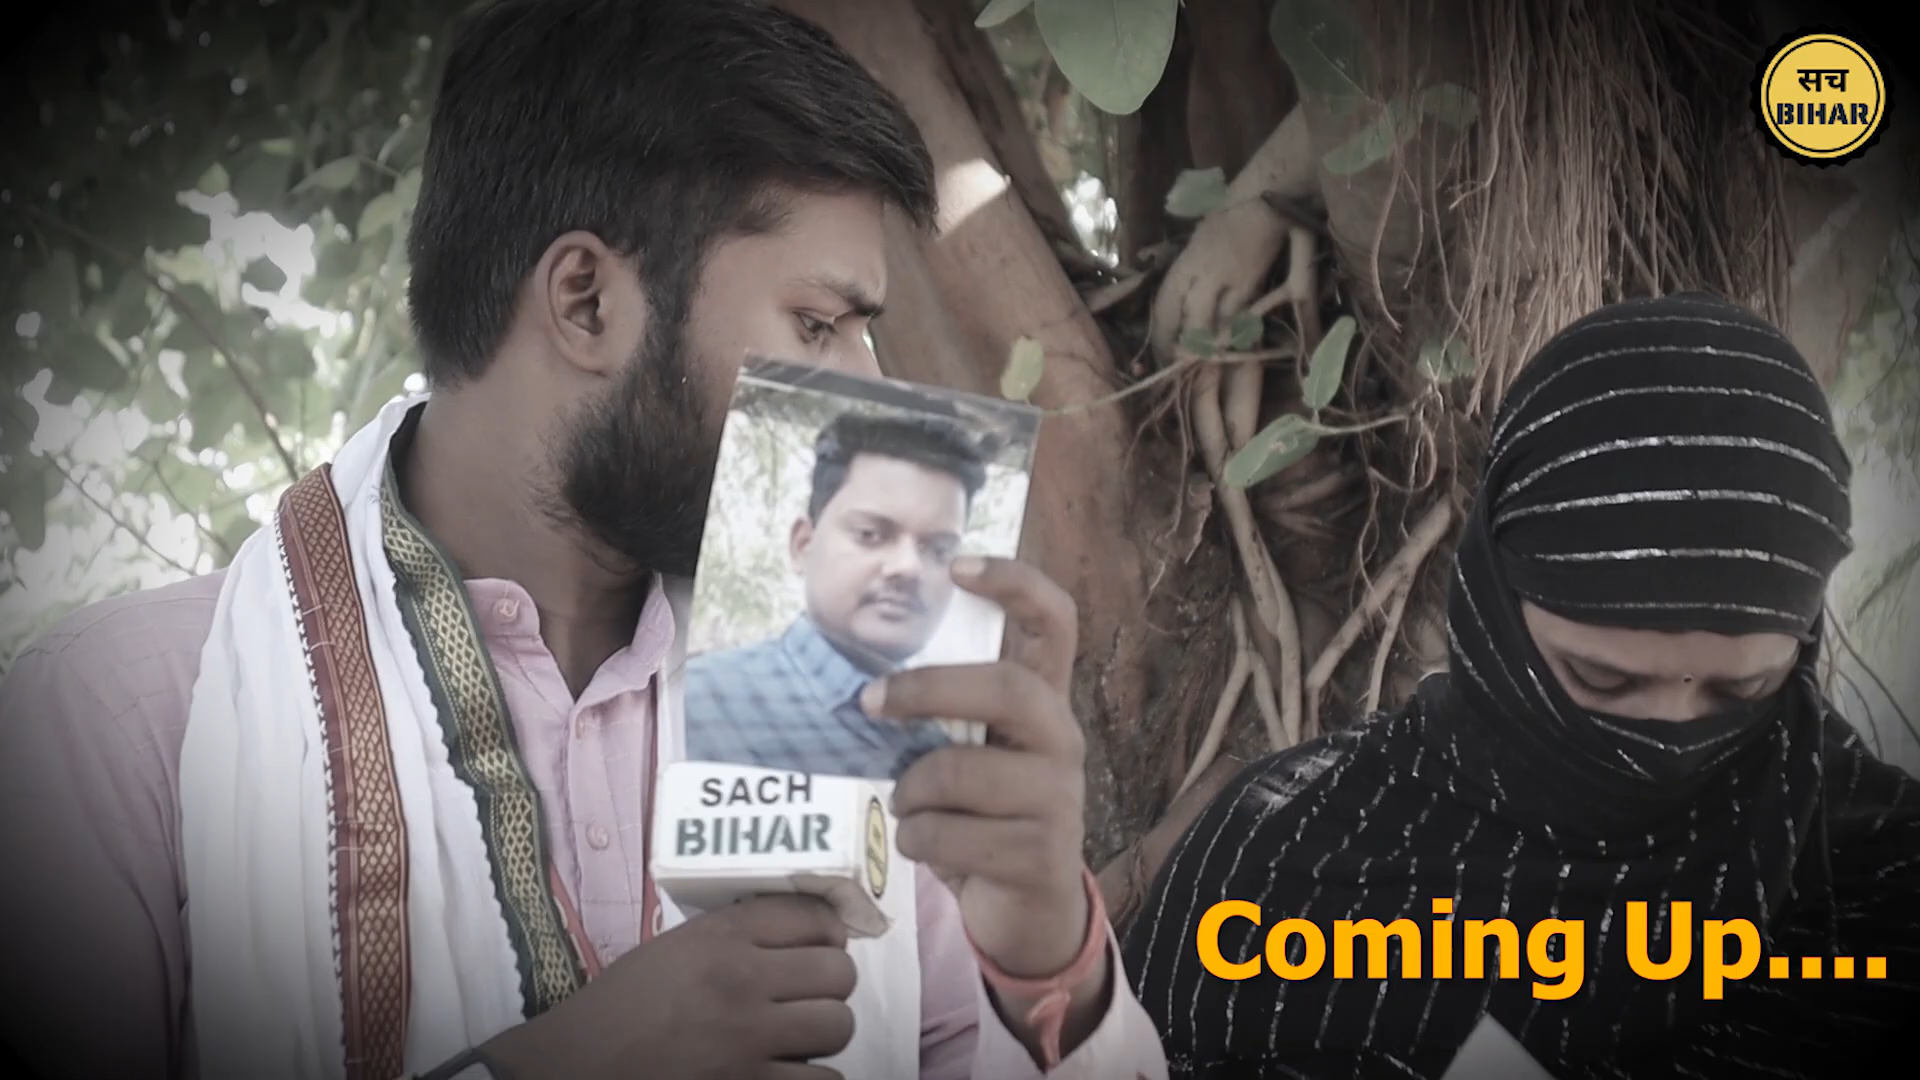 सच
BIHAR
SACH
BIHAR
Coming Up....